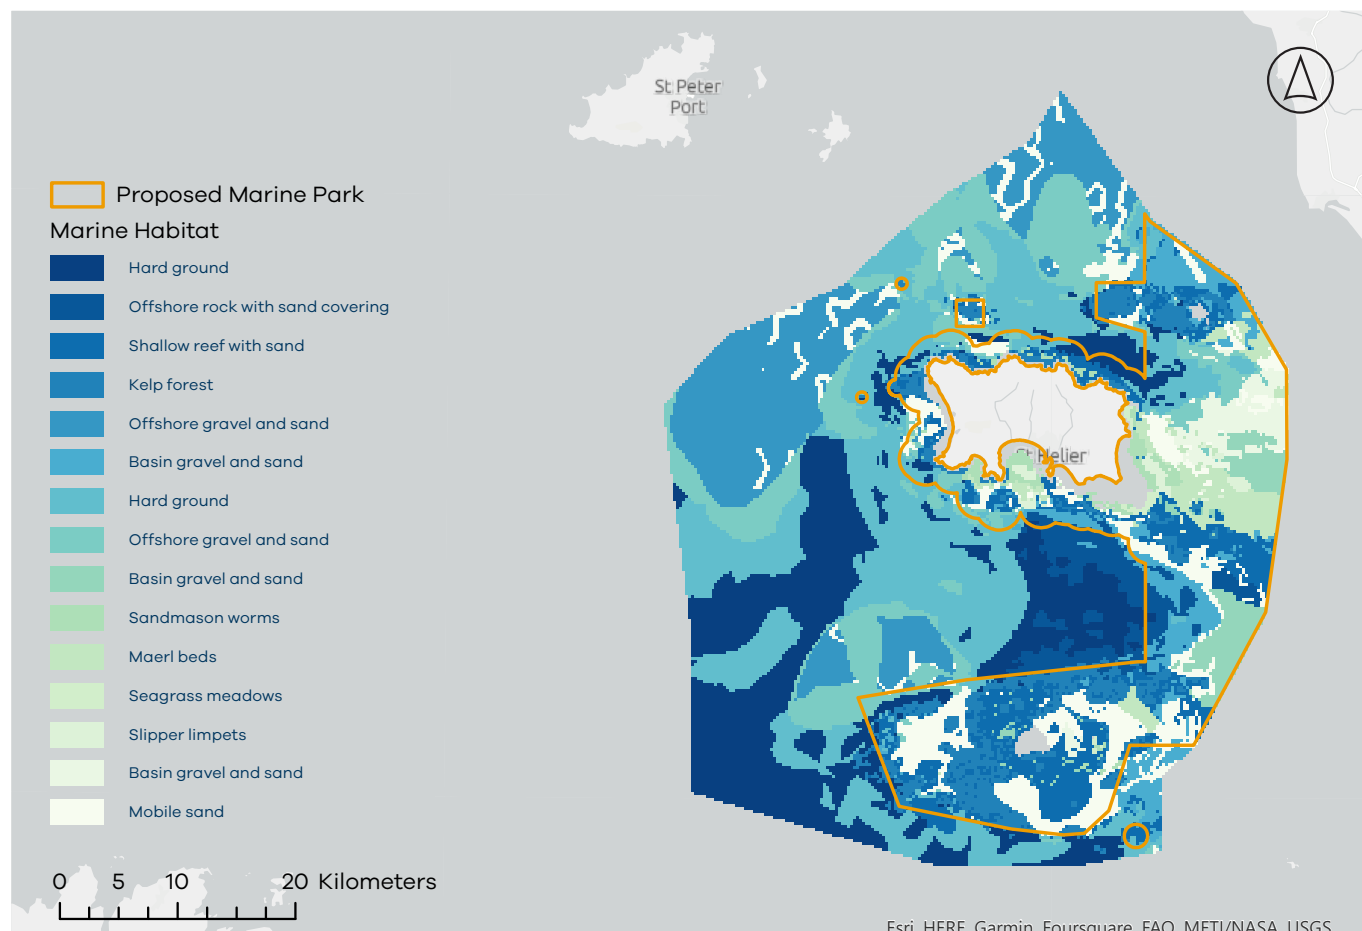 St Peter
Port
Proposed Marine Park
Marine Habitat
Hard ground
Offshore rock with sand covering
Shallow reef with sand
Kelp forest
Offshore gravel and sand
Basin gravel and sand
Hard ground
Offshore gravel and sand
Basin gravel and sand
Sandmason worms
Maerl beds
Seagrass meadows
Slipper limpets
Basin gravel and sand
Mobile sand
St Helier
0 5 10 20 Kilometers
Esri, HERE, Garmin, Foursquare, FAO, METI/NASA, USGS